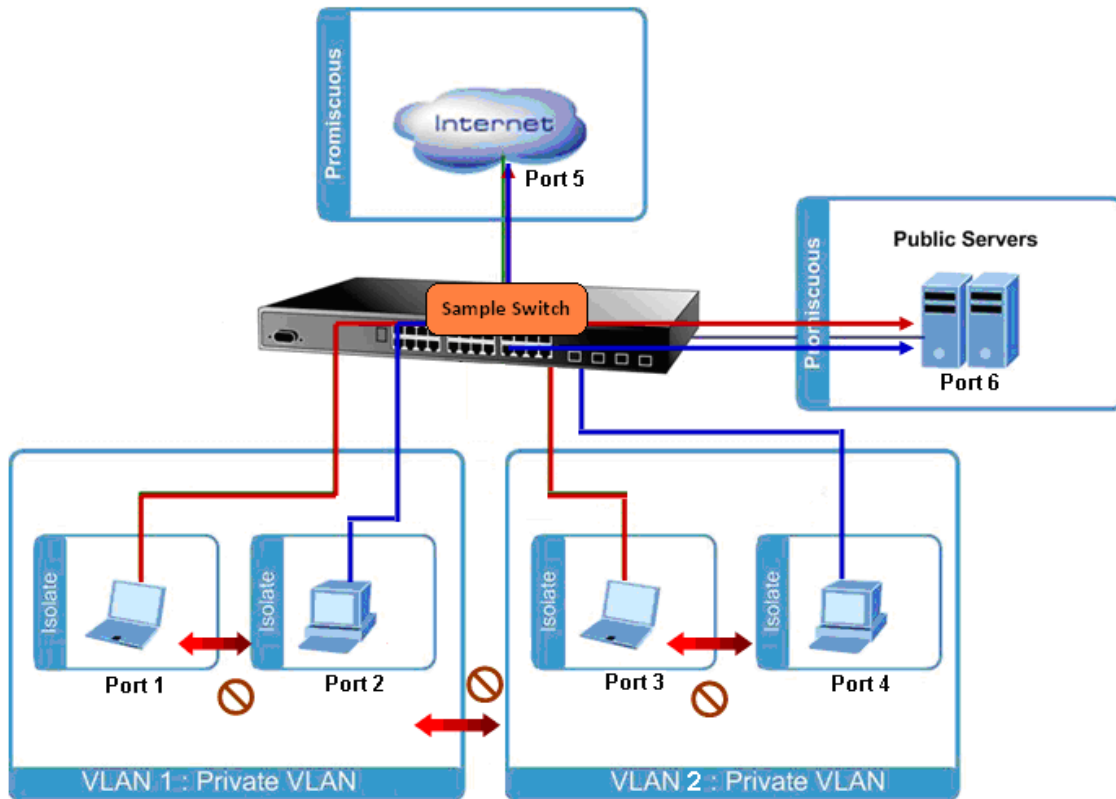 Promiscuous
Internet
Port 5
Promiscuous
Public Servers
Port 6
Sample Switch
Isolate
Port 1
Isolate
Port 2
Isolate
Port 3
Isolate
Port 4
VLAN 1 : Private VLAN
VLAN 2 : Private VLAN